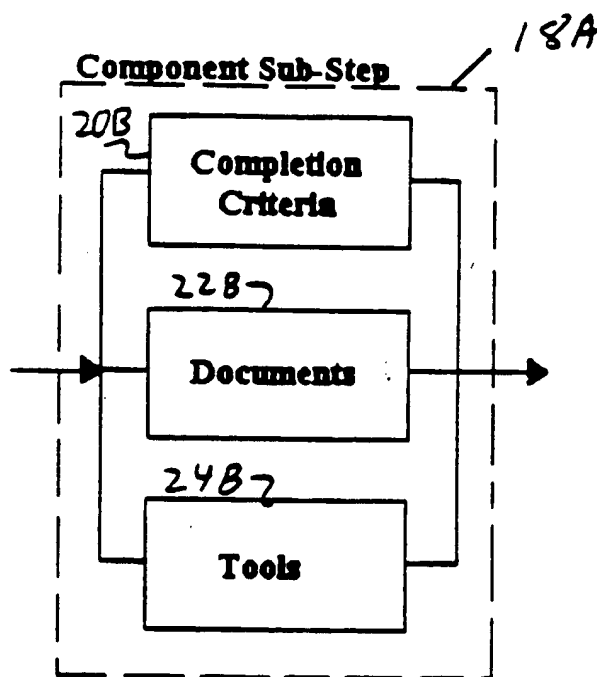 18A
Component Sub-Step
20B
Completion
Criteria
22B
Documents
24B
Tools